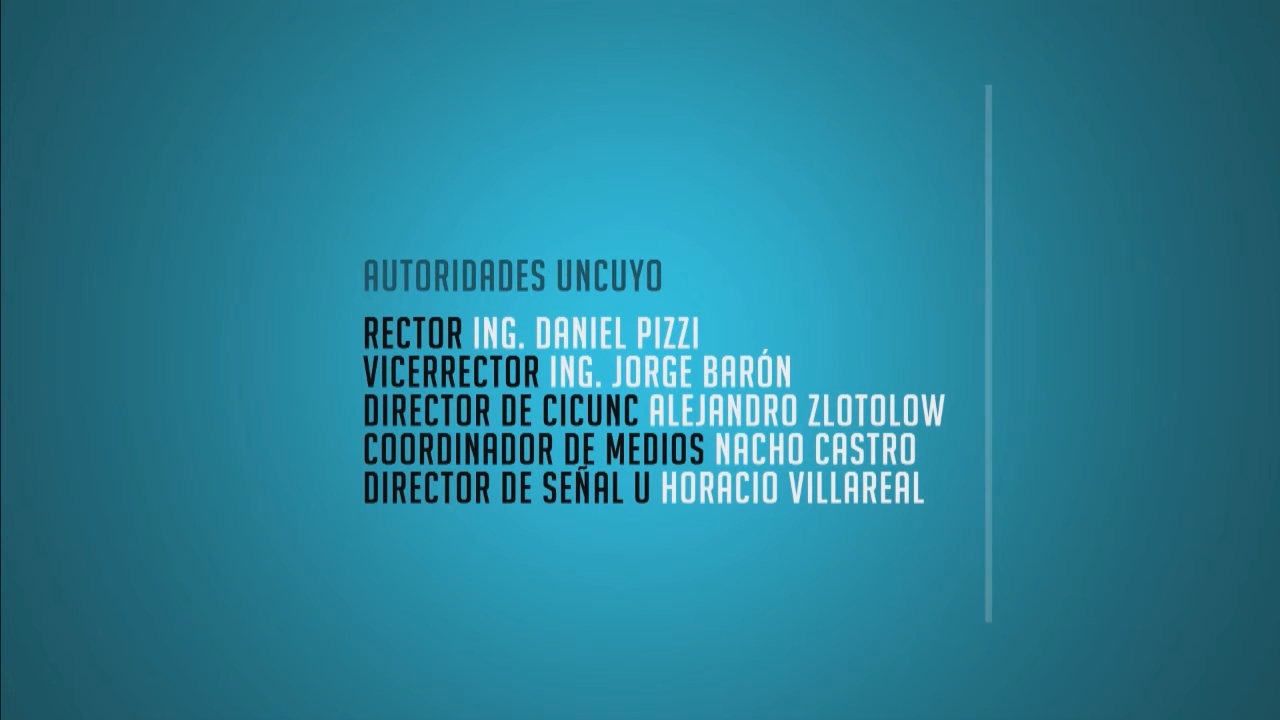 AUTORIDADES UNCUYO
RECTOR ING. DANIEL PIZZI
VICERRECTOR ING. JORGE BARÓN
DIRECTOR DE CICUNC ALEJANDRO ZLOTOLOW
COORDINADOR DE MEDIOS NACHO CASTRO
DIRECTOR DE SEÑAL U HORACIO VILLAREAL